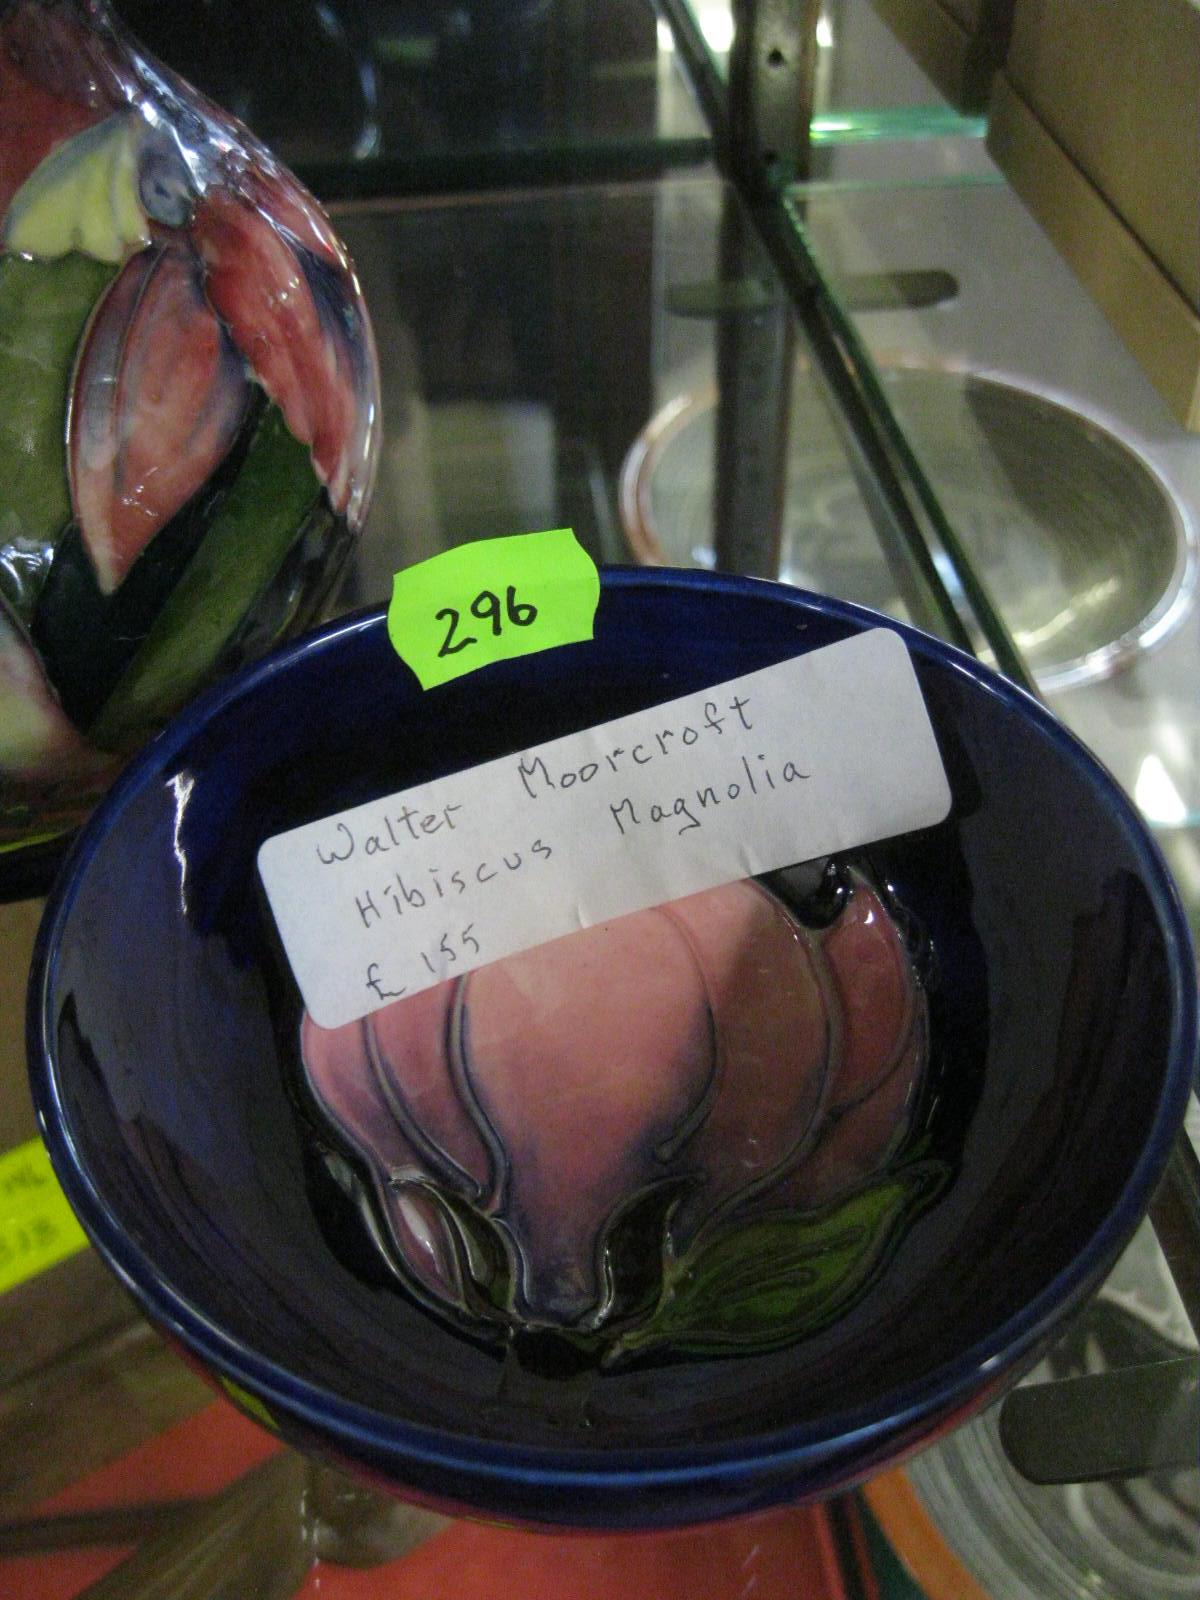 296
Walter Moorcroft
Hibiscus Magnolia
£155